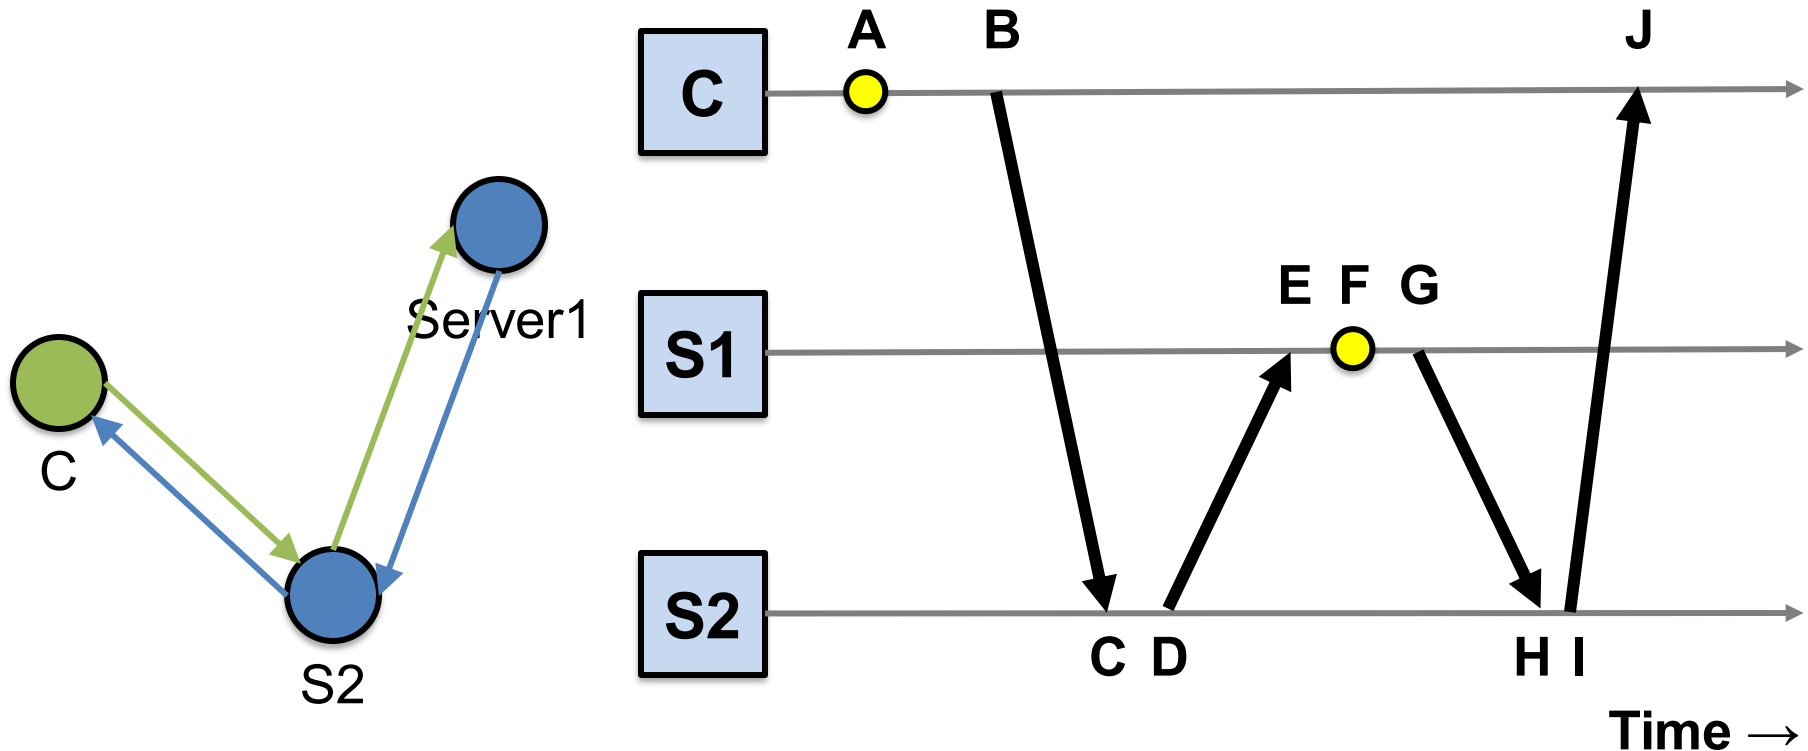 A B J
C
E F G
Server1
S1
C
S2
S2
C D H I
Time →